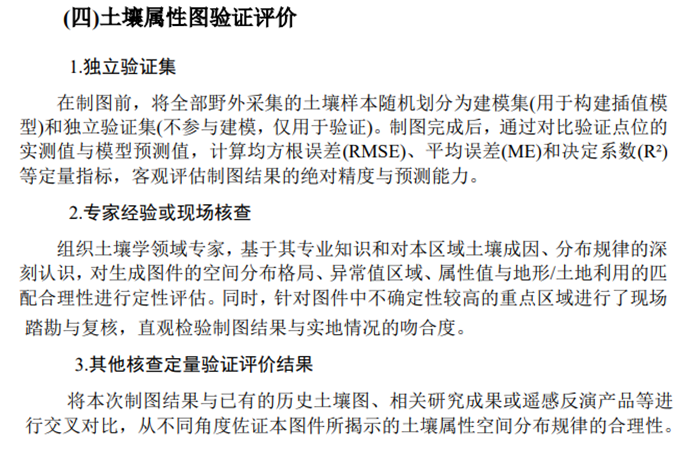 (四)土壤属性图验证评价
1.独立验证集
在制图前，将全部野外采集的土壤样本随机划分为建模集(用于构建插值模
型)和独立验证集(不参与建模，仅用于验证)。制图完成后，通过对比验证点位的
实测值与模型预测值，计算均方根误差(RMSE)、平均误差(ME)和决定系数(R²)
等定量指标，客观评估制图结果的绝对精度与预测能力。
2.专家经验或现场核查
组织土壤学领域专家，基于其专业知识和对本区域土壤成因、分布规律的深
刻认识，对生成图件的空间分布格局、异常值区域、属性值与地形/土地利用的匹
配合理性进行定性评估。同时，针对图件中不确定性较高的重点区域进行了现场
踏勘与复核，直观检验制图结果与实地情况的吻合度。
3.其他核查定量验证评价结果
将本次制图结果与已有的历史土壤图、相关研究成果或遥感反演产品等进
行交叉对比，从不同角度佐证本图件所揭示的土壤属性空间分布规律的合理性。